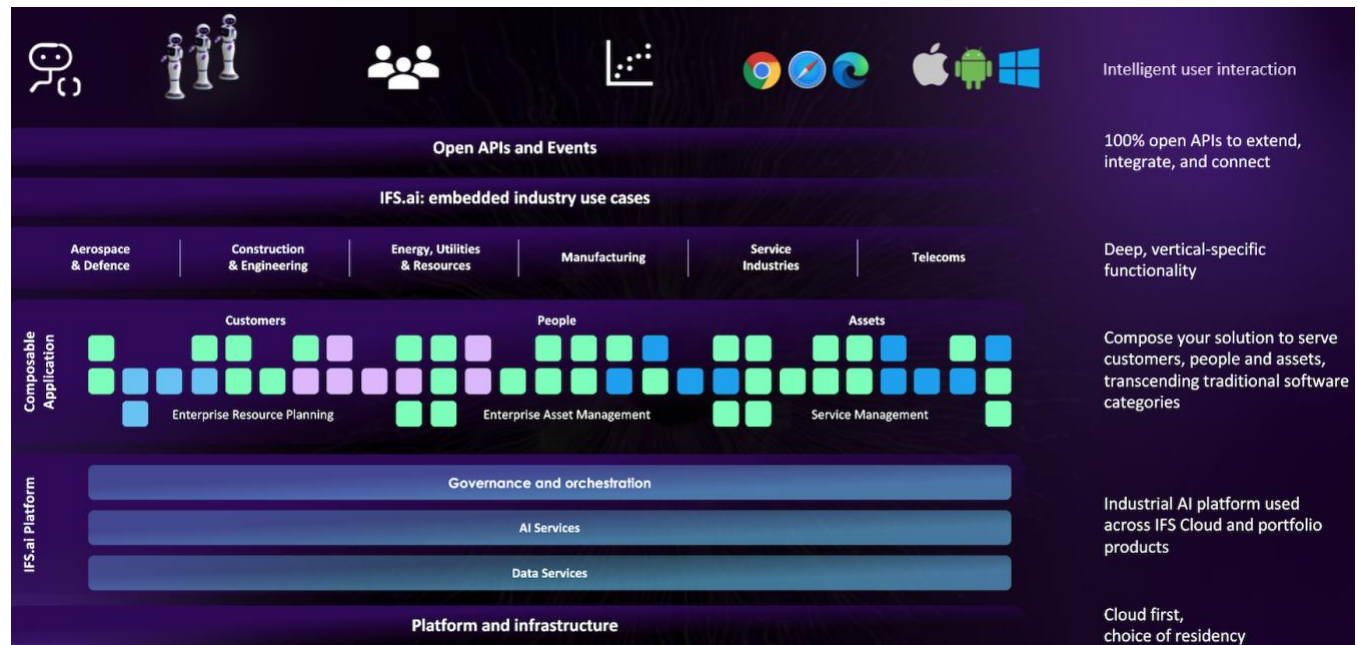 Intelligent user interaction
Open APIs and Events
100% open APIs to extend,
integrate, and connect
IFS.ai: embedded industry use cases
Aerospace
& Defence
Construction
& Engineering
Energy, Utilities
& Resources
Manufacturing
Service
Industries
Telecoms
Deep, vertical-specific
functionality
Composable
Application
Customers
People
Assets
Enterprise Resource Planning
Enterprise Asset Management
Service Management
Compose your solution to serve
customers, people and assets,
transcending traditional software
categories
IFS.ai Platform
Governance and orchestration
AI Services
Data Services
Industrial AI platform used
across IFS Cloud and portfolio
products
Platform and infrastructure
Cloud first,
choice of residency